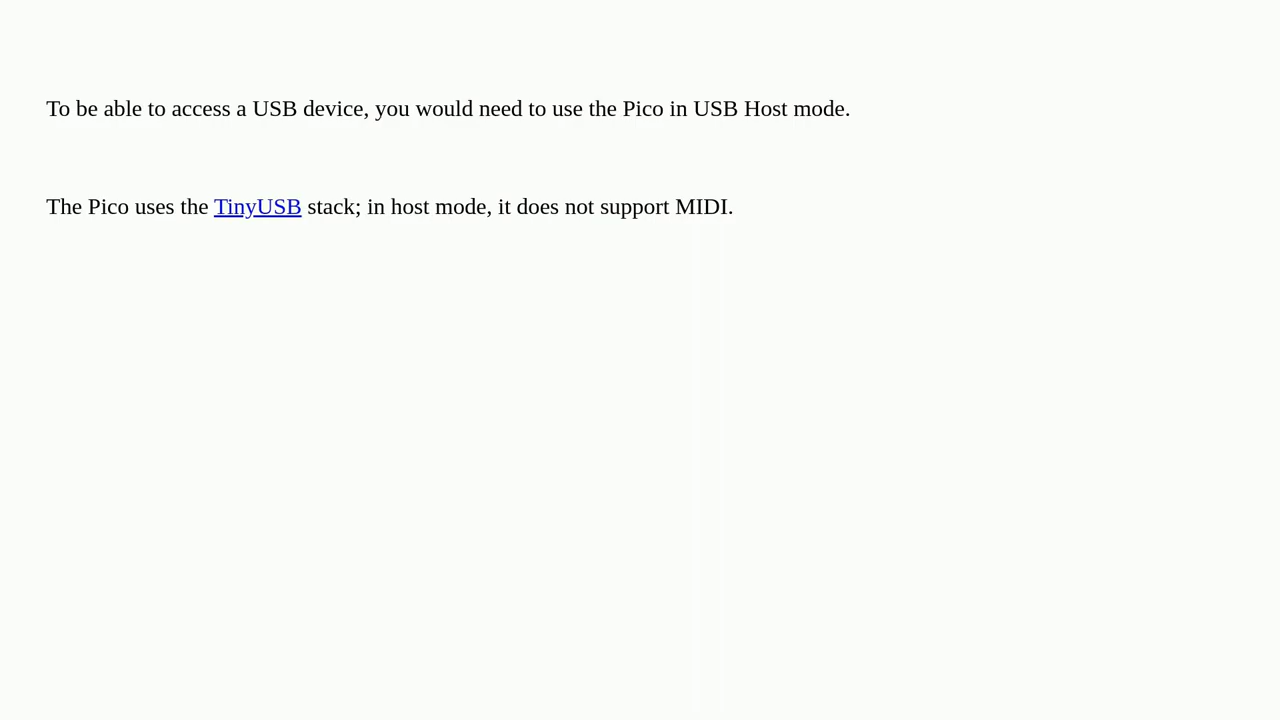 To be able to access a USB device, you would need to use the Pico in USB Host mode.
The Pico uses the TinyUSB stack; in host mode, it does not support MIDI.